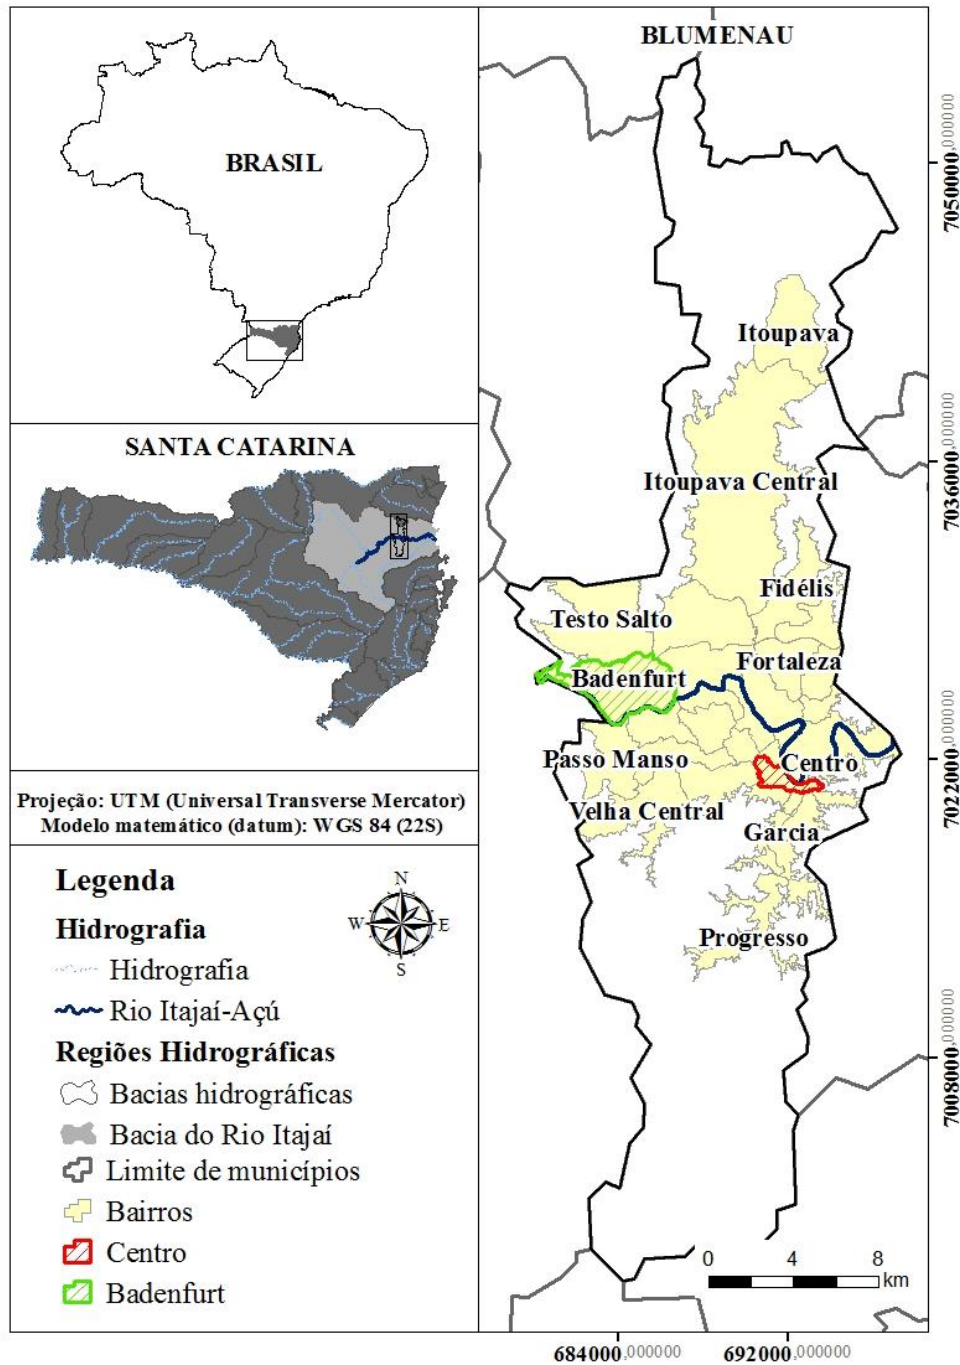 BRASIL
SANTA CATARINA
Projeção: UTM (Universal Transverse Mercator)
Modelo matemático (datum): WGS 84 (22S)
Legenda
Hidrografia
Hidrografia
Rio Itajaí-Açú
Regiões Hidrográficas
Bacias hidrográficas
Bacia do Rio Itajaí
Limite de municípios
Bairros
Centro
Badenfurt
N
W
E
S
BLUMENAU
Itoupava
Itoupava Central
Fidélis
Testo Salto
Fortaleza
Badenfurt
Passo Manso
Centro
Velha Central
Garcia
Progresso
0 4 8
km
7050000,000000
7036000,000000
7022000,000000
7008000,000000
684000,000000
692000,000000